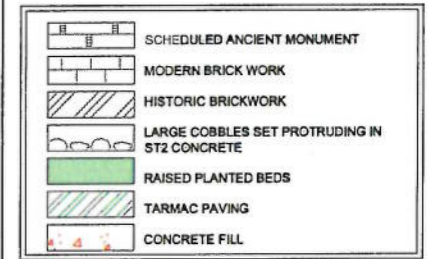 SCHEDULED ANCIENT MONUMENT
MODERN BRICK WORK
HISTORIC BRICKWORK
LARGE COBBLES SET PROTRUDING IN
ST2 CONCRETE
RAISED PLANTED BEDS
TARMAC PAVING
CONCRETE FILL